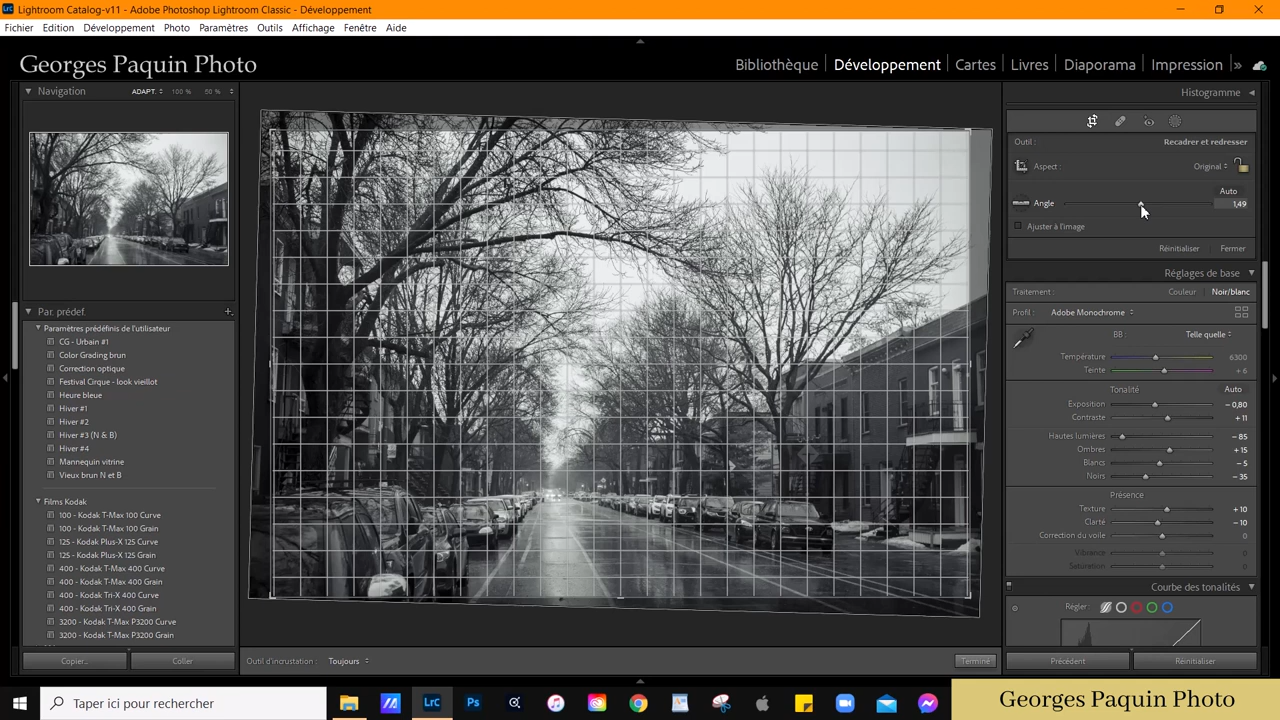 Lightroom Catalog-v11 - Adobe Photoshop Lightroom Classic - Développement
Fichier Edition Développement Photo Paramètres Outils Affichage Fenêtre Aide
Georges Paquin Photo
Bibliothèque Développement Cartes Livres Diaporama Impression »
Navigation ADAPT. 100 % 50 %
Histogramme
Outil : Recadrer et redresser
Aspect : Original
Auto
Angle 1,49
Ajuster à l'image
Réinitialiser Fermer
Réglages de base
Traitement : Couleur Noir/blanc
Profil : Adobe Monochrome
BB : Telle quelle
Température 6300
Teinte + 6
Tonalité Auto
Exposition – 0,80
Contraste + 11
Hautes lumières – 85
Ombres + 15
Blancs – 5
Noirs – 35
Présence
Texture + 10
Clarté – 10
Correction du voile 0
Vibrance 0
Saturation 0
Courbe des tonalités
Régler :
Par. prédéf. +
Paramètres prédéfinis de l'utilisateur
CG - Urbain #1
Color Grading brun
Correction optique
Festival Cirque - look vieillot
Heure bleue
Hiver #1
Hiver #2
Hiver #3 (N & B)
Hiver #4
Mannequin vitrine
Vieux brun N et B
Films Kodak
100 - Kodak T-Max 100 Curve
100 - Kodak T-Max 100 Grain
125 - Kodak Plus-X 125 Curve
125 - Kodak Plus-X 125 Grain
400 - Kodak T-Max 400 Curve
400 - Kodak T-Max 400 Grain
400 - Kodak Tri-X 400 Curve
400 - Kodak Tri-X 400 Grain
3200 - Kodak T-Max P3200 Curve
3200 - Kodak T-Max P3200 Grain
Copier... Coller
Outil d'incrustation : Toujours
Terminé
Précédent Réinitialiser
Taper ici pour rechercher
LrC Ps
Georges Paquin Photo